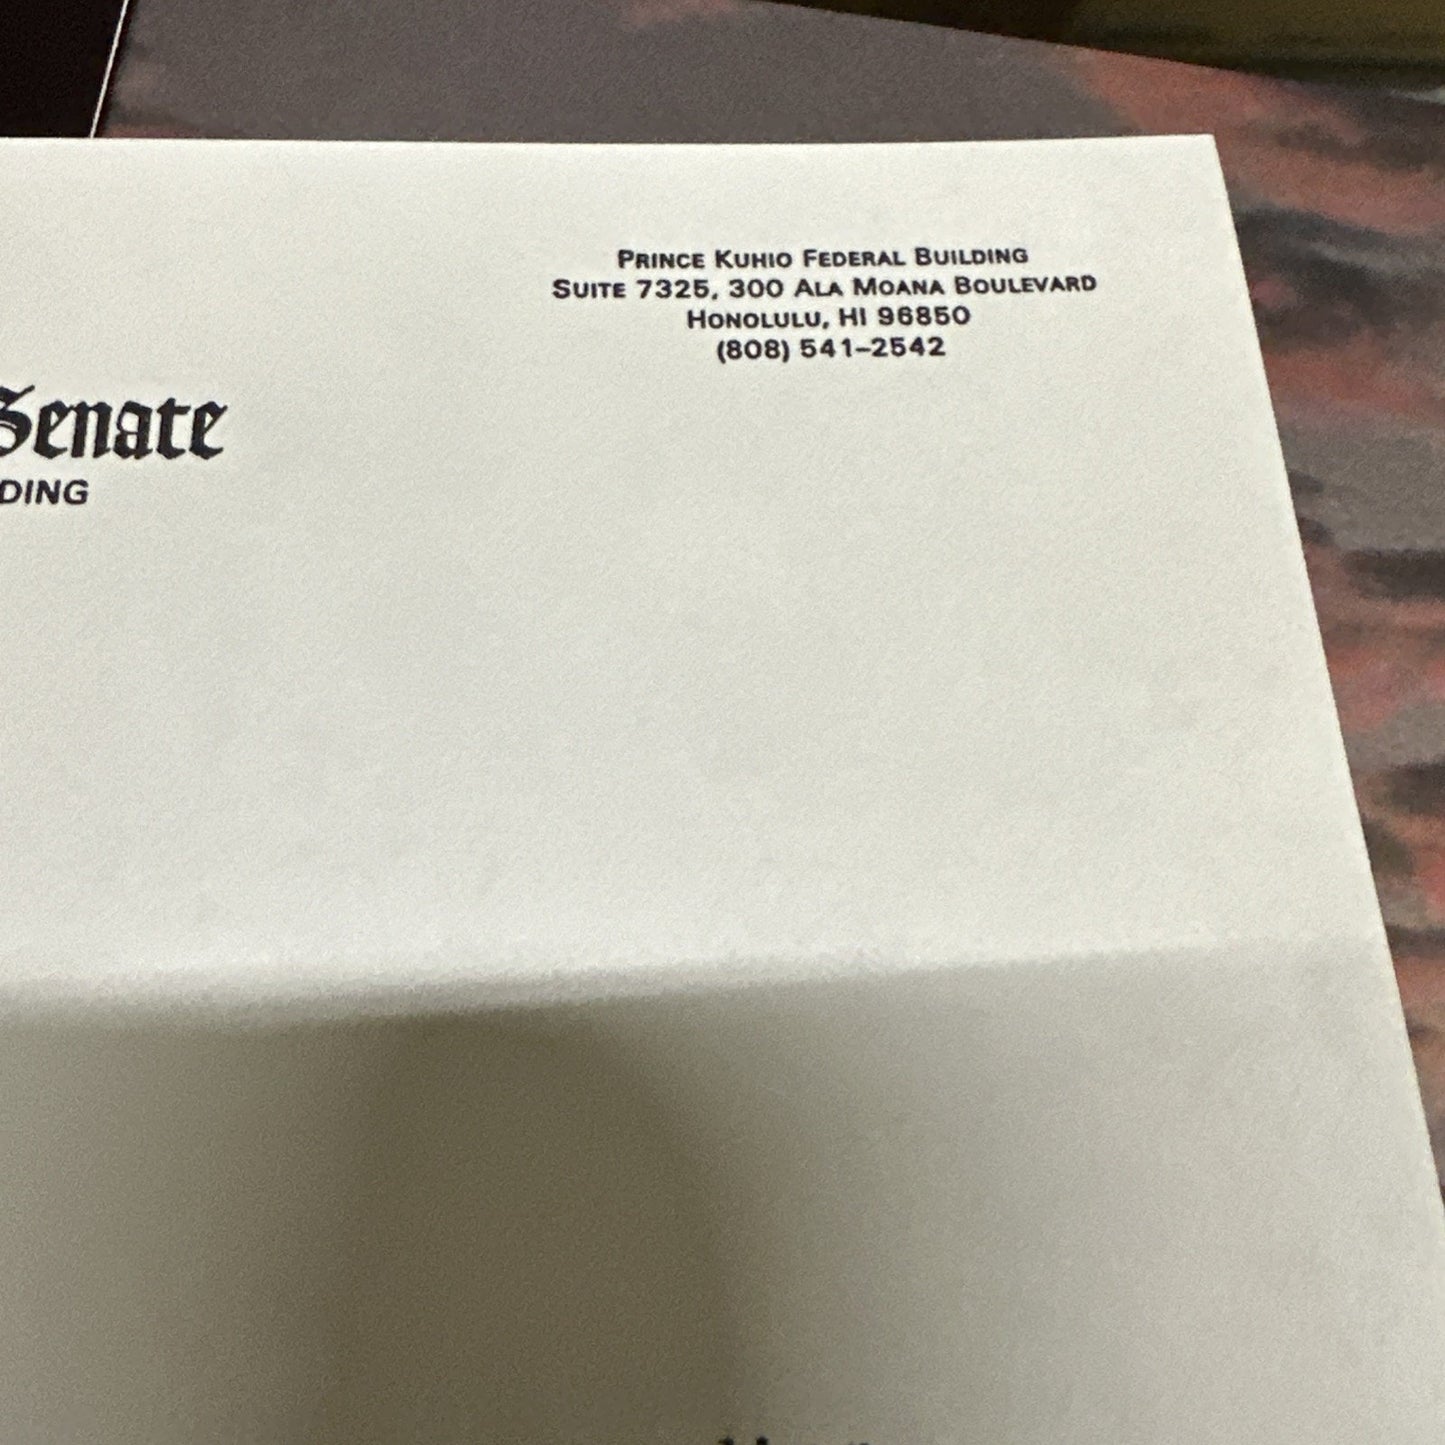 PRINCE KUHIO FEDERAL BUILDING
SUITE 7325, 300 ALA MOANA BOULEVARD
HONOLULU, HI 96850
(808) 541–2542
Senate
DING